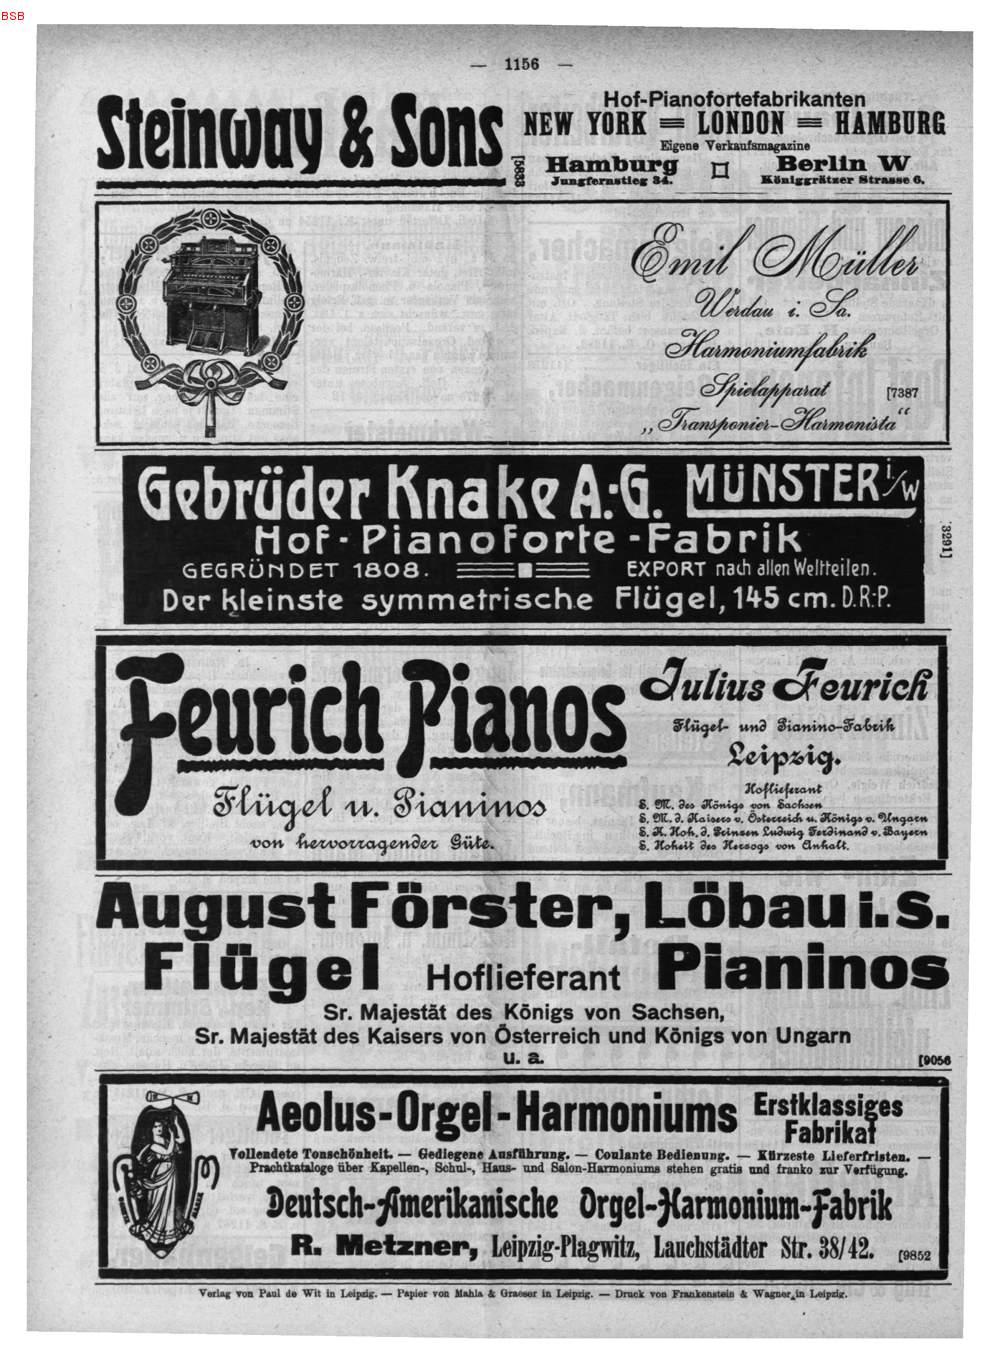 BSB
— 1156 —
Steinway & Sons
[5833
Hof-Pianofortefabrikanten
NEW YORK = LONDON = HAMBURG
Eigene Verkaufsmagazine
Hamburg
Jungfernstieg 34.
Berlin W
Königgrätzer Strasse 6.
Emil Müller
Werdau i. Sa.
Harmoniumfabrik
Spielapparat
[7387
„Transponier-Harmonista“
Gebrüder Knake A:G. MÜNSTER i/W
Hof-Pianoforte-Fabrik
GEGRÜNDET 1808. EXPORT nach allen Weltteilen.
Der kleinste symmetrische Flügel, 145 cm. D.R.-P.
3291]
Feurich Pianos
Flügel u. Pianinos
von hervorragender Güte.
Julius Feurich
Flügel- und Pianino-Fabrik
Leipzig.
Hoflieferant
S. M. des Königs von Sachsen
S. M. d. Kaisers v. Österreich u. Königs v. Ungarn
S. K. Hoh. d. Prinzen Ludwig Ferdinand v. Bayern
S. Hoheit des Herzogs von Anhalt.
August Förster, Löbau i. S.
Flügel Hoflieferant Pianinos
Sr. Majestät des Königs von Sachsen,
Sr. Majestät des Kaisers von Österreich und Königs von Ungarn
u. a.
[9056
Aeolus-Orgel-Harmoniums Erstklassiges
Fabrikat
Vollendete Tonschönheit. — Gediegene Ausführung. — Coulante Bedienung. — Kürzeste Lieferfristen. —
Prachtkataloge über Kapellen-, Schul-, Haus- und Salon-Harmoniums stehen gratis und franko zur Verfügung.
Deutsch-Amerikanische Orgel-Harmonium-Fabrik
R. Metzner, Leipzig-Plagwitz, Lauchstädter Str. 38/42. [9852
Verlag von Paul de Wit in Leipzig. — Papier von Mahla & Graeser in Leipzig. — Druck von Frankenstein & Wagner in Leipzig.